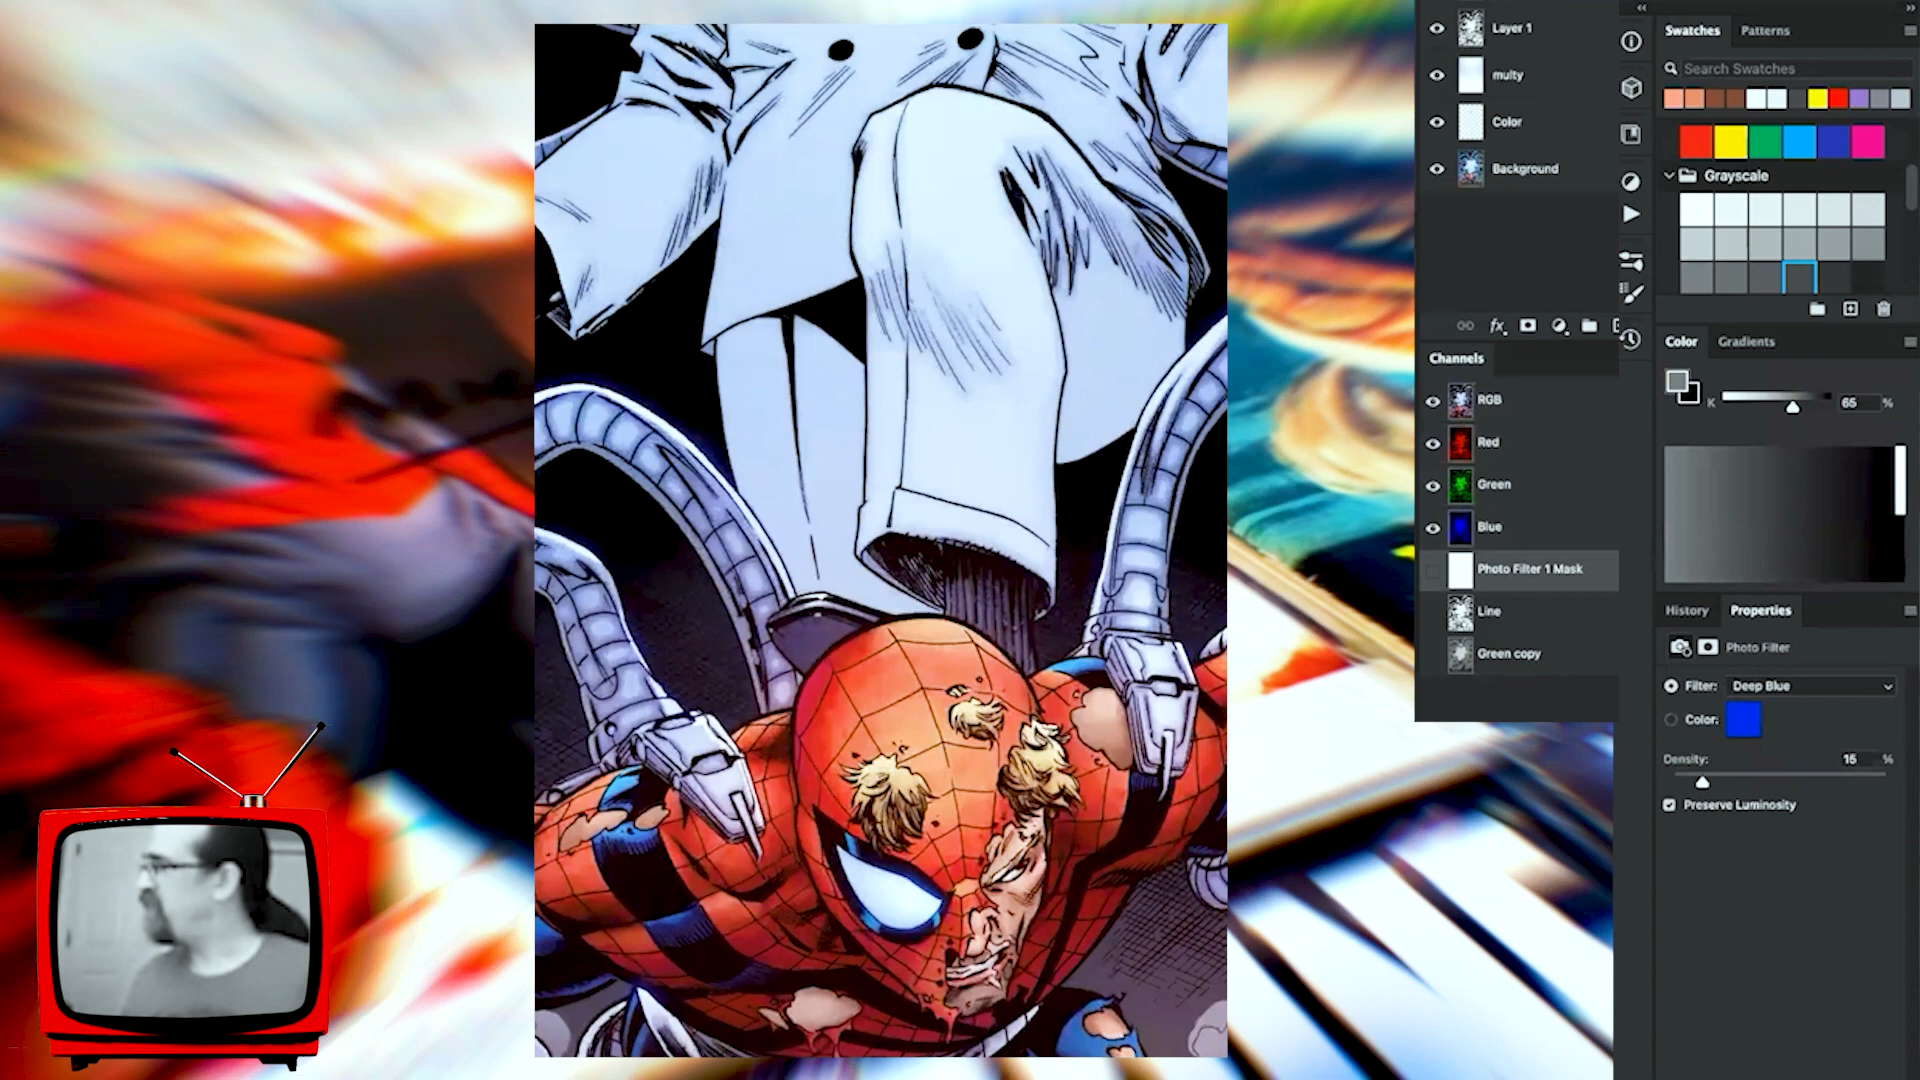 Layer 1
multy
Color
Background
fx
Channels
RGB
Red
Green
Blue
Photo Filter 1 Mask
Line
Green copy
Swatches Patterns
Search Swatches
Grayscale
Color Gradients
K 65 %
History Properties
Photo Filter
Filter: Deep Blue
Color:
Density: 15 %
Preserve Luminosity